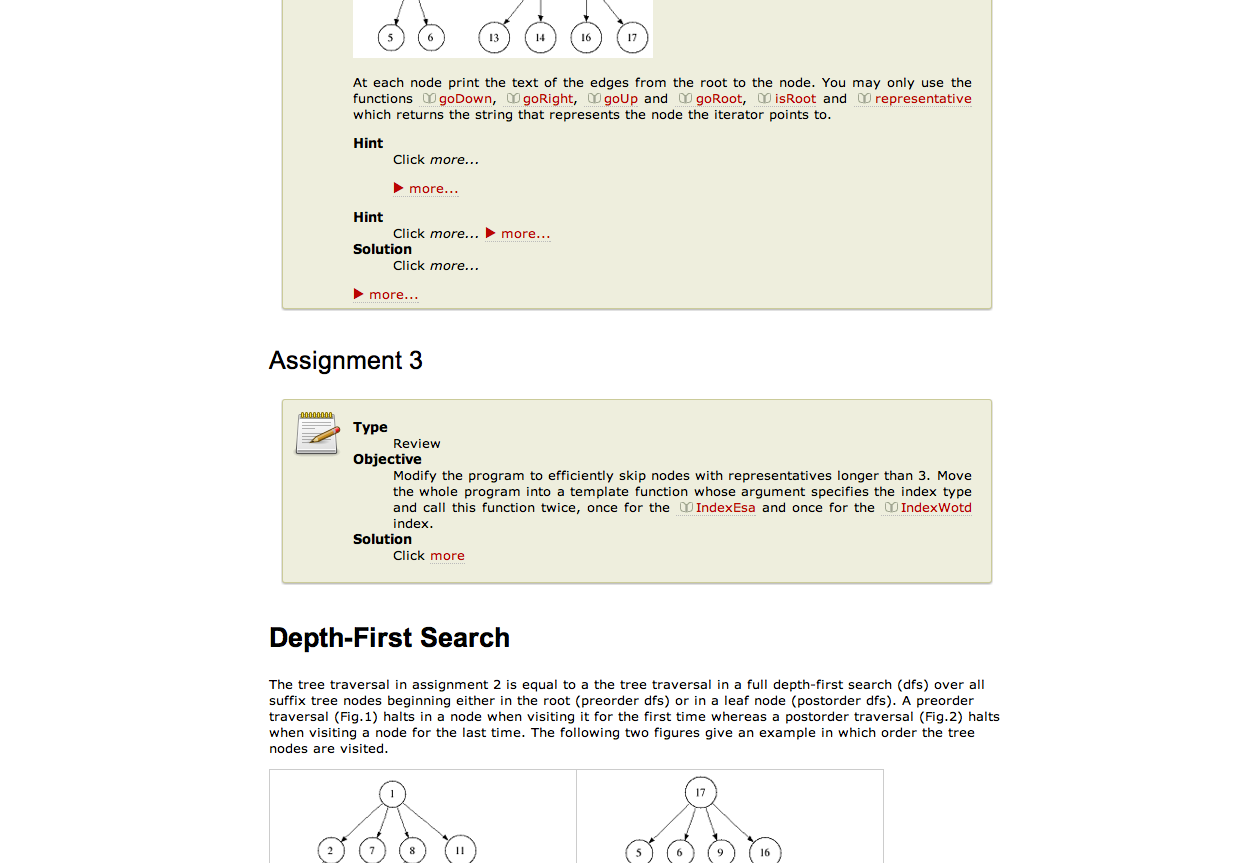 5 6 13 14 16 17
At each node print the text of the edges from the root to the node. You may only use the
functions goDown, goRight, goUp and goRoot, isRoot and representative
which returns the string that represents the node the iterator points to.
Hint
Click more...
more...
Hint
Click more... more...
Solution
Click more...
more...
Assignment 3
Type
Review
Objective
Modify the program to efficiently skip nodes with representatives longer than 3. Move
the whole program into a template function whose argument specifies the index type
and call this function twice, once for the IndexEsa and once for the IndexWotd
index.
Solution
Click more
Depth-First Search
The tree traversal in assignment 2 is equal to a the tree traversal in a full depth-first search (dfs) over all
suffix tree nodes beginning either in the root (preorder dfs) or in a leaf node (postorder dfs). A preorder
traversal (Fig.1) halts in a node when visiting it for the first time whereas a postorder traversal (Fig.2) halts
when visiting a node for the last time. The following two figures give an example in which order the tree
nodes are visited.
1 17
2 7 8 11 5 6 9 16